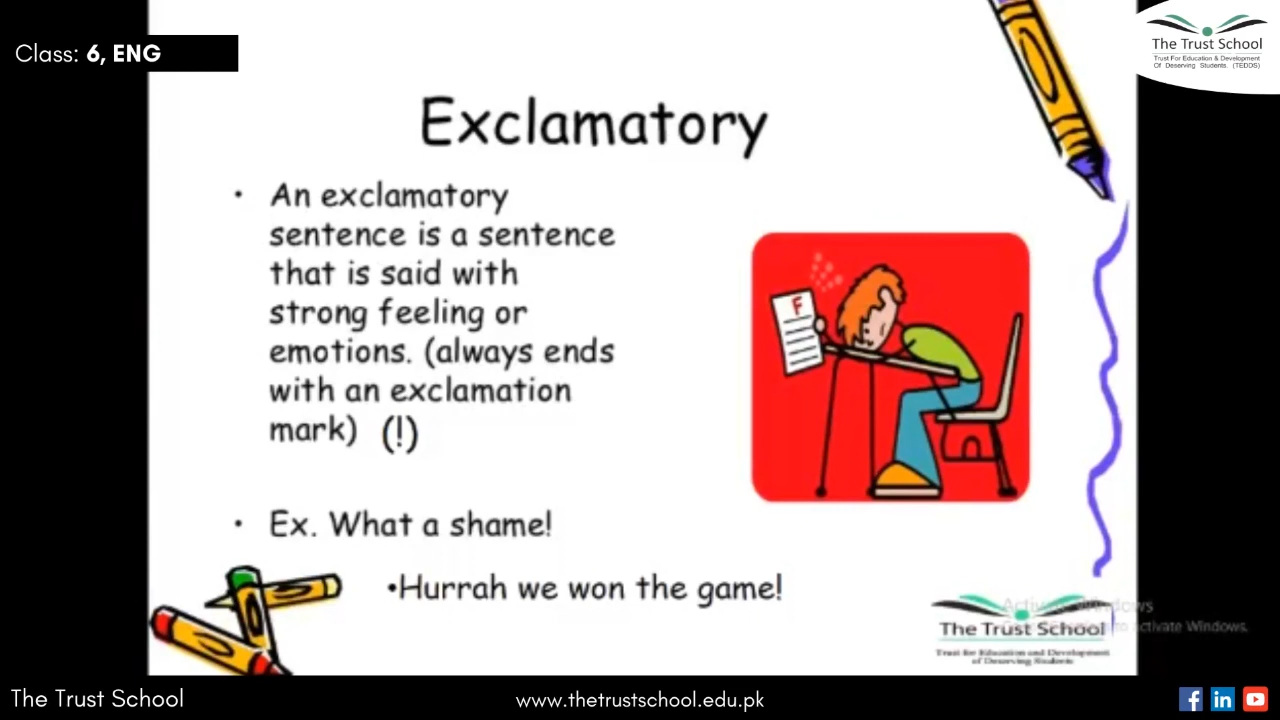 Class: 6, ENG
The Trust School
Trust For Education & Development
Of Deserving Students. (TEDDS)
Exclamatory
• An exclamatory
sentence is a sentence
that is said with
strong feeling or
emotions. (always ends
with an exclamation
mark) (!)
F
• Ex. What a shame!
•Hurrah we won the game!
Activate Windows
to activate Windows.
The Trust School
Trust for Education and Development
of Deserving Students
The Trust School
www.thetrustschool.edu.pk
f
in